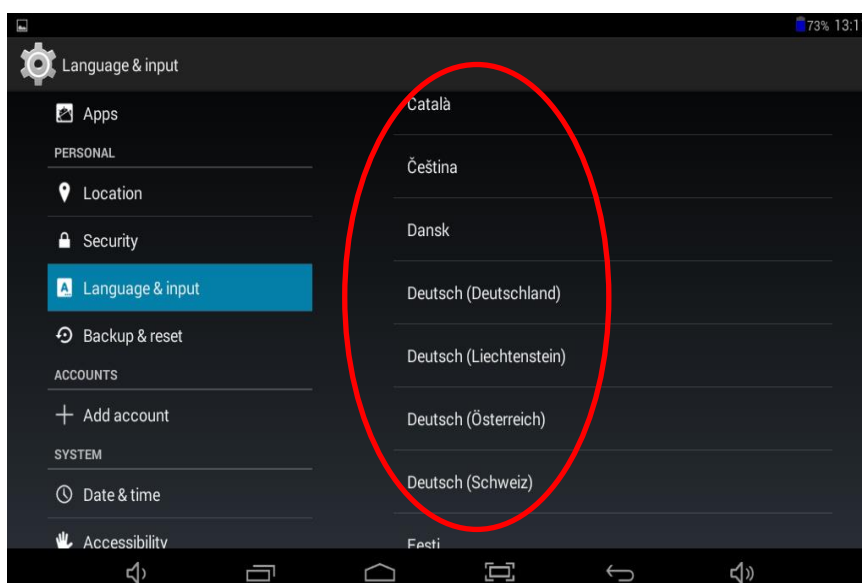 73% 13:1
Language & input
Apps
PERSONAL
Location
Security
Language & input
Backup & reset
ACCOUNTS
Add account
SYSTEM
Date & time
Accessibility
Català
Čeština
Dansk
Deutsch (Deutschland)
Deutsch (Liechtenstein)
Deutsch (Österreich)
Deutsch (Schweiz)
Eesti